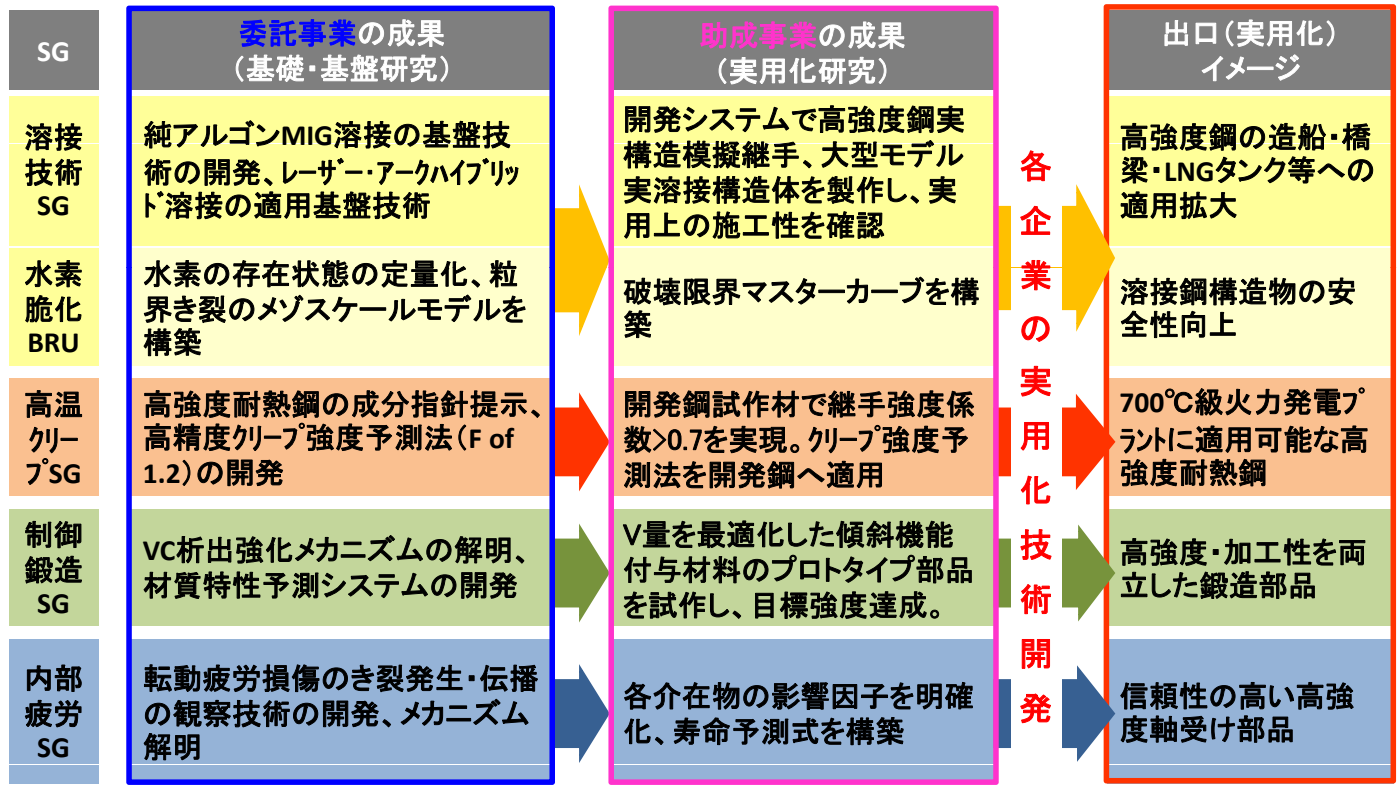 SG
委託事業の成果
（基礎・基盤研究）
助成事業の成果
（実用化研究）
出口（実用化）
イメージ
溶接
技術
SG
純アルゴンMIG溶接の基盤技
術の開発、レーザー・アークハイブリッ
ド溶接の適用基盤技術
開発システムで高強度鋼実
構造模擬継手、大型モデル
実溶接構造体を製作し、実
用上の施工性を確認
高強度鋼の造船・橋
梁・LNGタンク等への
適用拡大
水素
脆化
BRU
水素の存在状態の定量化、粒
界き裂のメゾスケールモデルを
構築
破壊限界マスターカーブを構
築
溶接鋼構造物の安
全性向上
高温
クリー
プSG
高強度耐熱鋼の成分指針提示、
高精度クリープ強度予測法（F of
1.2）の開発
開発鋼試作材で継手強度係
数>0.7を実現。クリープ強度予
測法を開発鋼へ適用
700℃級火力発電プ
ラントに適用可能な高
強度耐熱鋼
制御
鍛造
SG
VC析出強化メカニズムの解明、
材質特性予測システムの開発
V量を最適化した傾斜機能
付与材料のプロトタイプ部品
を試作し、目標強度達成。
高強度・加工性を両
立した鍛造部品
内部
疲労
SG
転動疲労損傷のき裂発生・伝播
の観察技術の開発、メカニズム
解明
各介在物の影響因子を明確
化、寿命予測式を構築
信頼性の高い高強
度軸受け部品
各企業の実用化技術開発